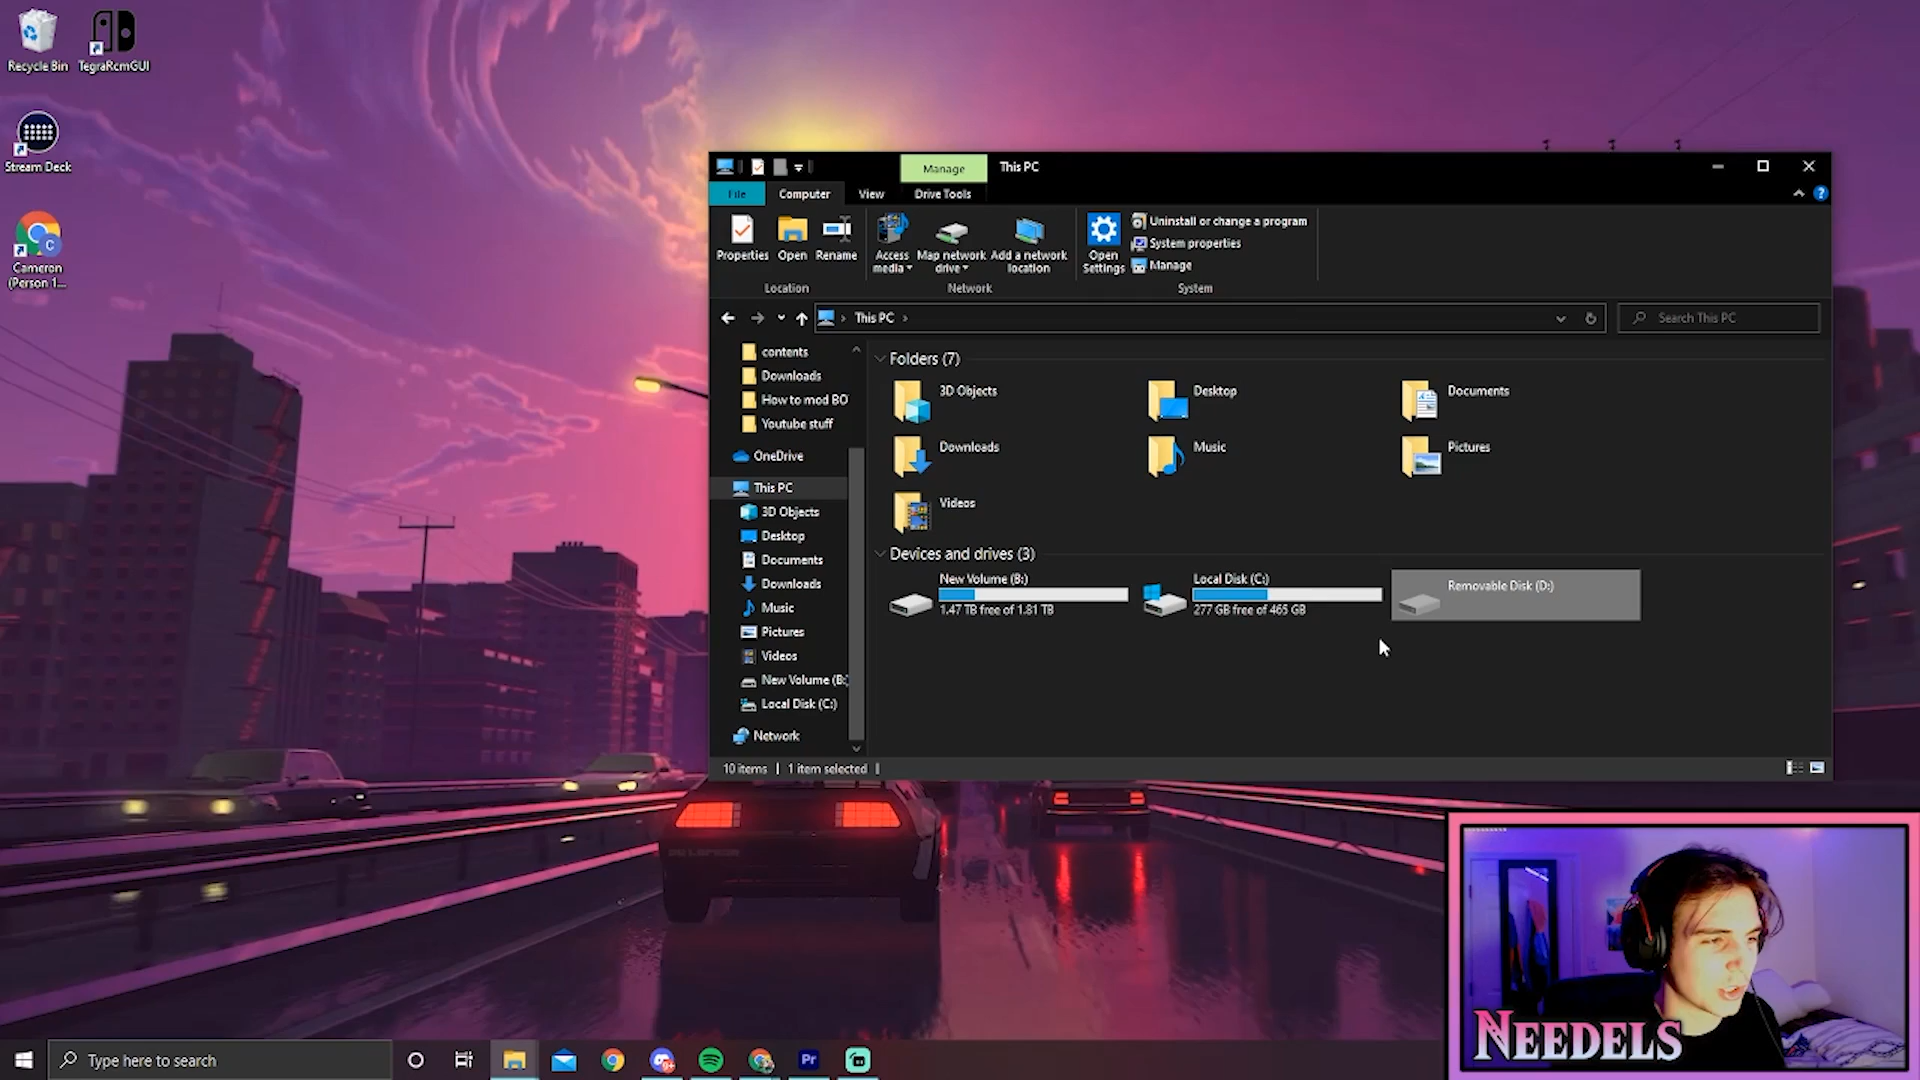 Recycle Bin
TegraRcmGUI
Stream Deck
Cameron
(Person 1...
Manage
This PC
File
Computer
View
Drive Tools
Properties
Open
Rename
Access
media
Map network
drive
Add a network
location
Open
Settings
Uninstall or change a program
System properties
Manage
Location
Network
System
This PC
Search This PC
contents
Downloads
How to mod BO
Youtube stuff
OneDrive
This PC
3D Objects
Desktop
Documents
Downloads
Music
Pictures
Videos
New Volume (B:)
Local Disk (C:)
Network
Folders (7)
3D Objects
Desktop
Documents
Downloads
Music
Pictures
Videos
Devices and drives (3)
New Volume (B:)
1.47 TB free of 1.81 TB
Local Disk (C:)
277 GB free of 465 GB
Removable Disk (D:)
10 items
1 item selected
NEEDELS
Type here to search
Pr